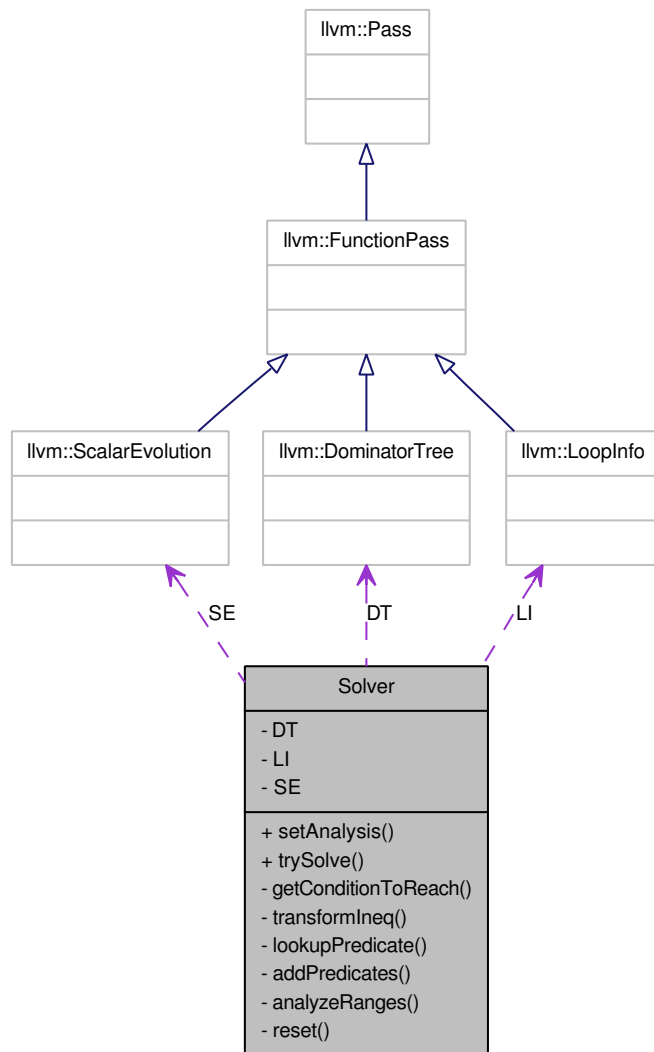 llvm::Pass
llvm::FunctionPass
llvm::ScalarEvolution
llvm::DominatorTree
llvm::LoopInfo
SE
DT
LI
Solver
- DT
- LI
- SE
+ setAnalysis()
+ trySolve()
- getConditionToReach()
- transformIneq()
- lookupPredicate()
- addPredicates()
- analyzeRanges()
- reset()